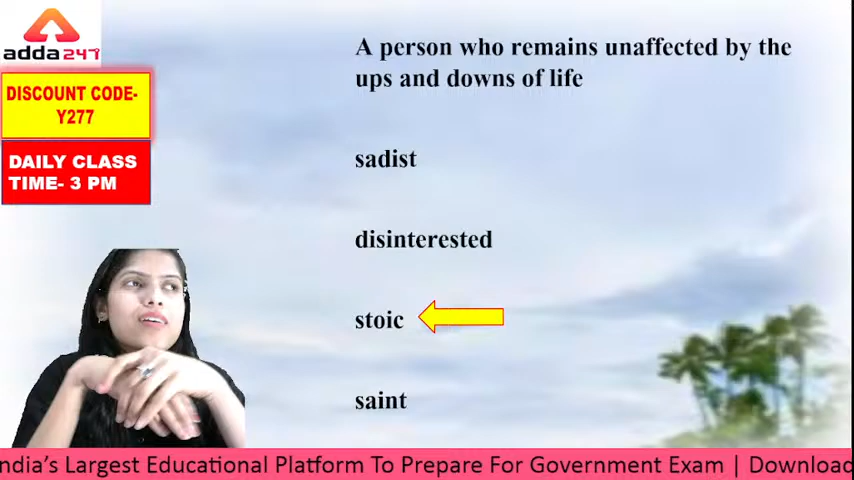 adda247
DISCOUNT CODE-
Y277
DAILY CLASS
TIME- 3 PM
A person who remains unaffected by the
ups and downs of life
sadist
disinterested
stoic
saint
ndia's Largest Educational Platform To Prepare For Government Exam | Download